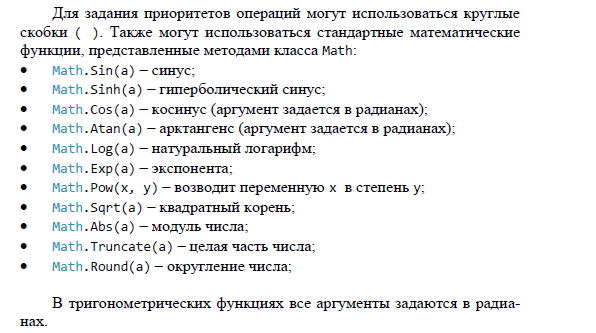 Для задания приоритетов операций могут использоваться круглые
скобки ( ). Также могут использоваться стандартные математические
функции, представленные методами класса Math:
● Math.Sin(a) – синус;
● Math.Sinh(a) – гиперболический синус;
● Math.Cos(a) – косинус (аргумент задается в радианах);
● Math.Atan(a) – арктангенс (аргумент задается в радианах);
● Math.Log(a) – натуральный логарифм;
● Math.Exp(a) – экспонента;
● Math.Pow(x, y) – возводит переменную x в степень y;
● Math.Sqrt(a) – квадратный корень;
● Math.Abs(a) – модуль числа;
● Math.Truncate(a) – целая часть числа;
● Math.Round(a) – округление числа;
В тригонометрических функциях все аргументы задаются в радиа-
нах.